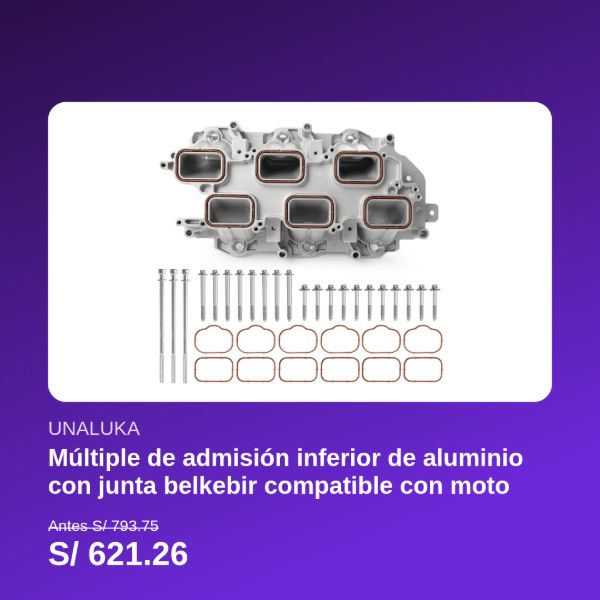 UNALUKA
Múltiple de admisión inferior de aluminio
con junta belkebir compatible con moto
Antes S/ 793.75
S/ 621.26